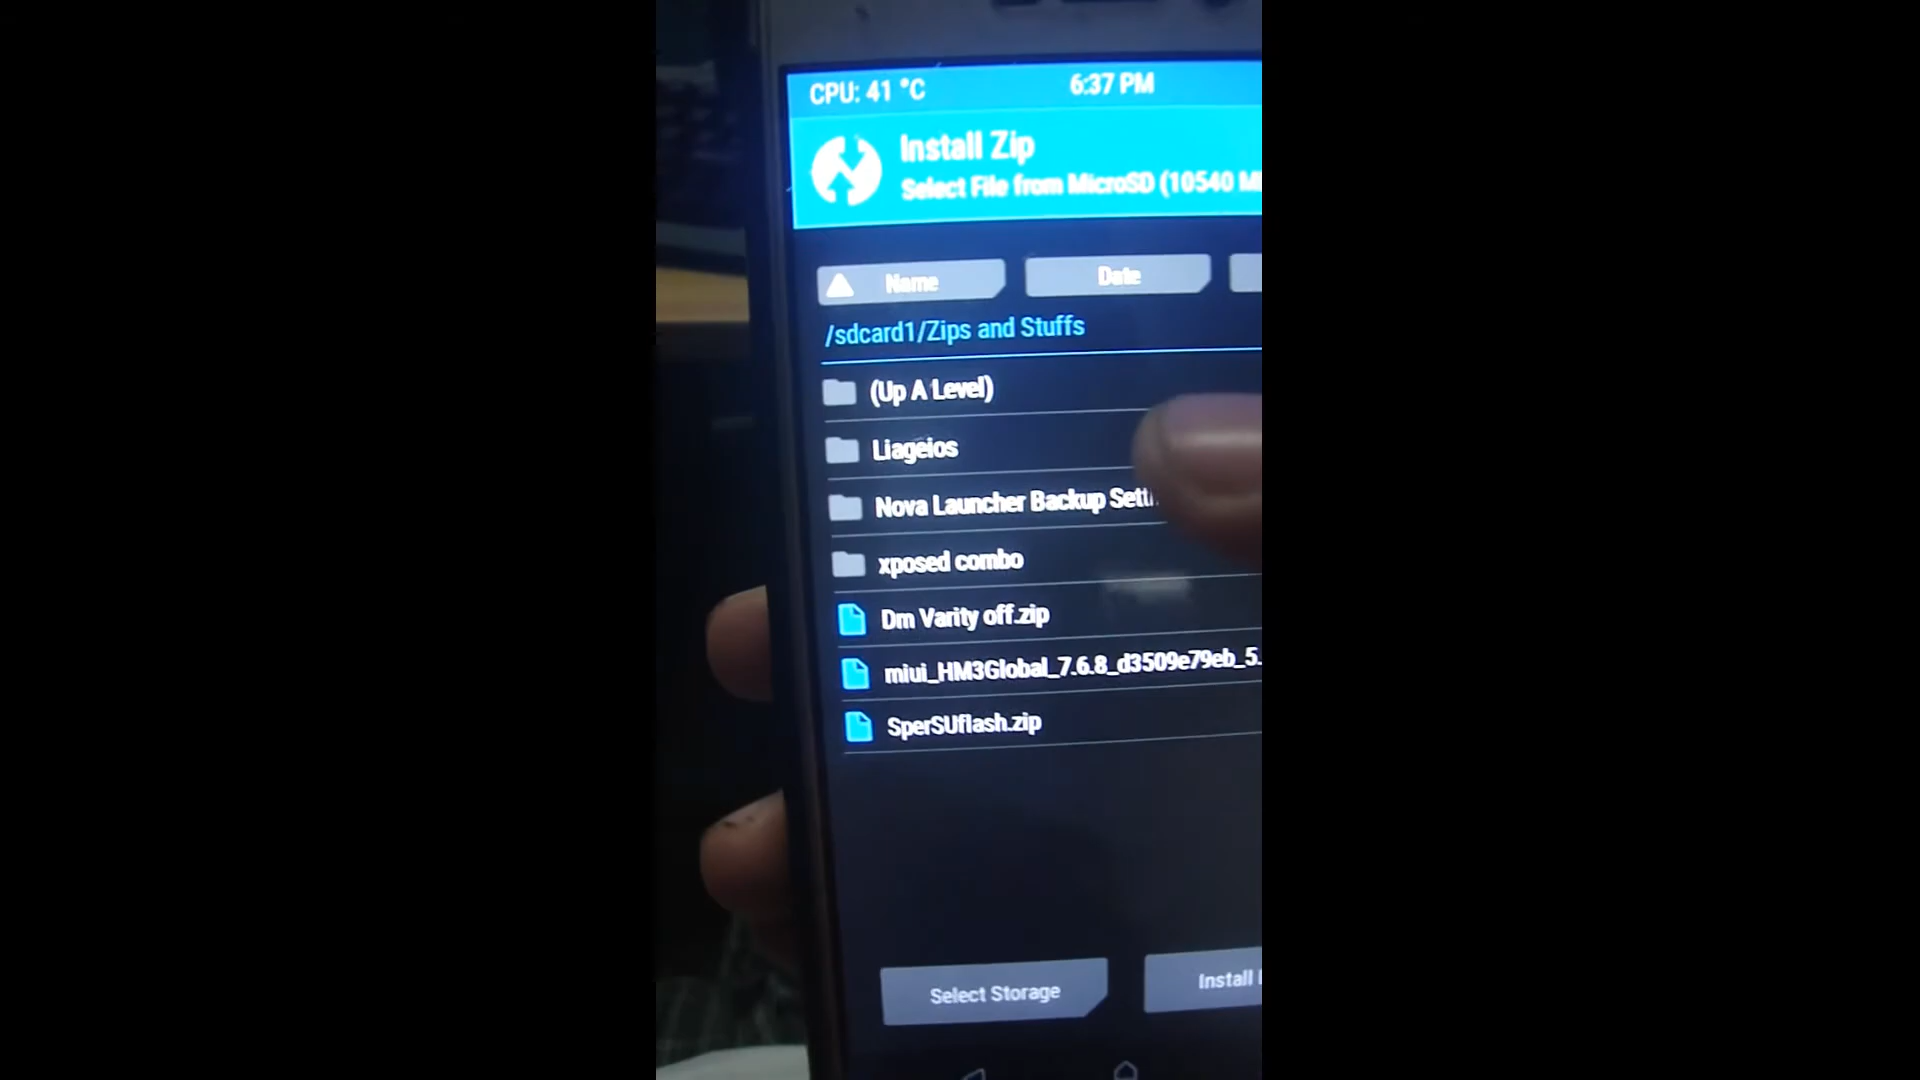 CPU: 41 °C 6:37 PM
Install Zip
Select File from MicroSD (10540
Name Date
/sdcard1/Zips and Stuffs
(Up A Level)
Liageios
Nova Launcher Backup
xposed combo
Dm Varity off.zip
miui_HM3Global_7.6.8_d3509e79eb_5.
SperSUflash.zip
Select Storage Install